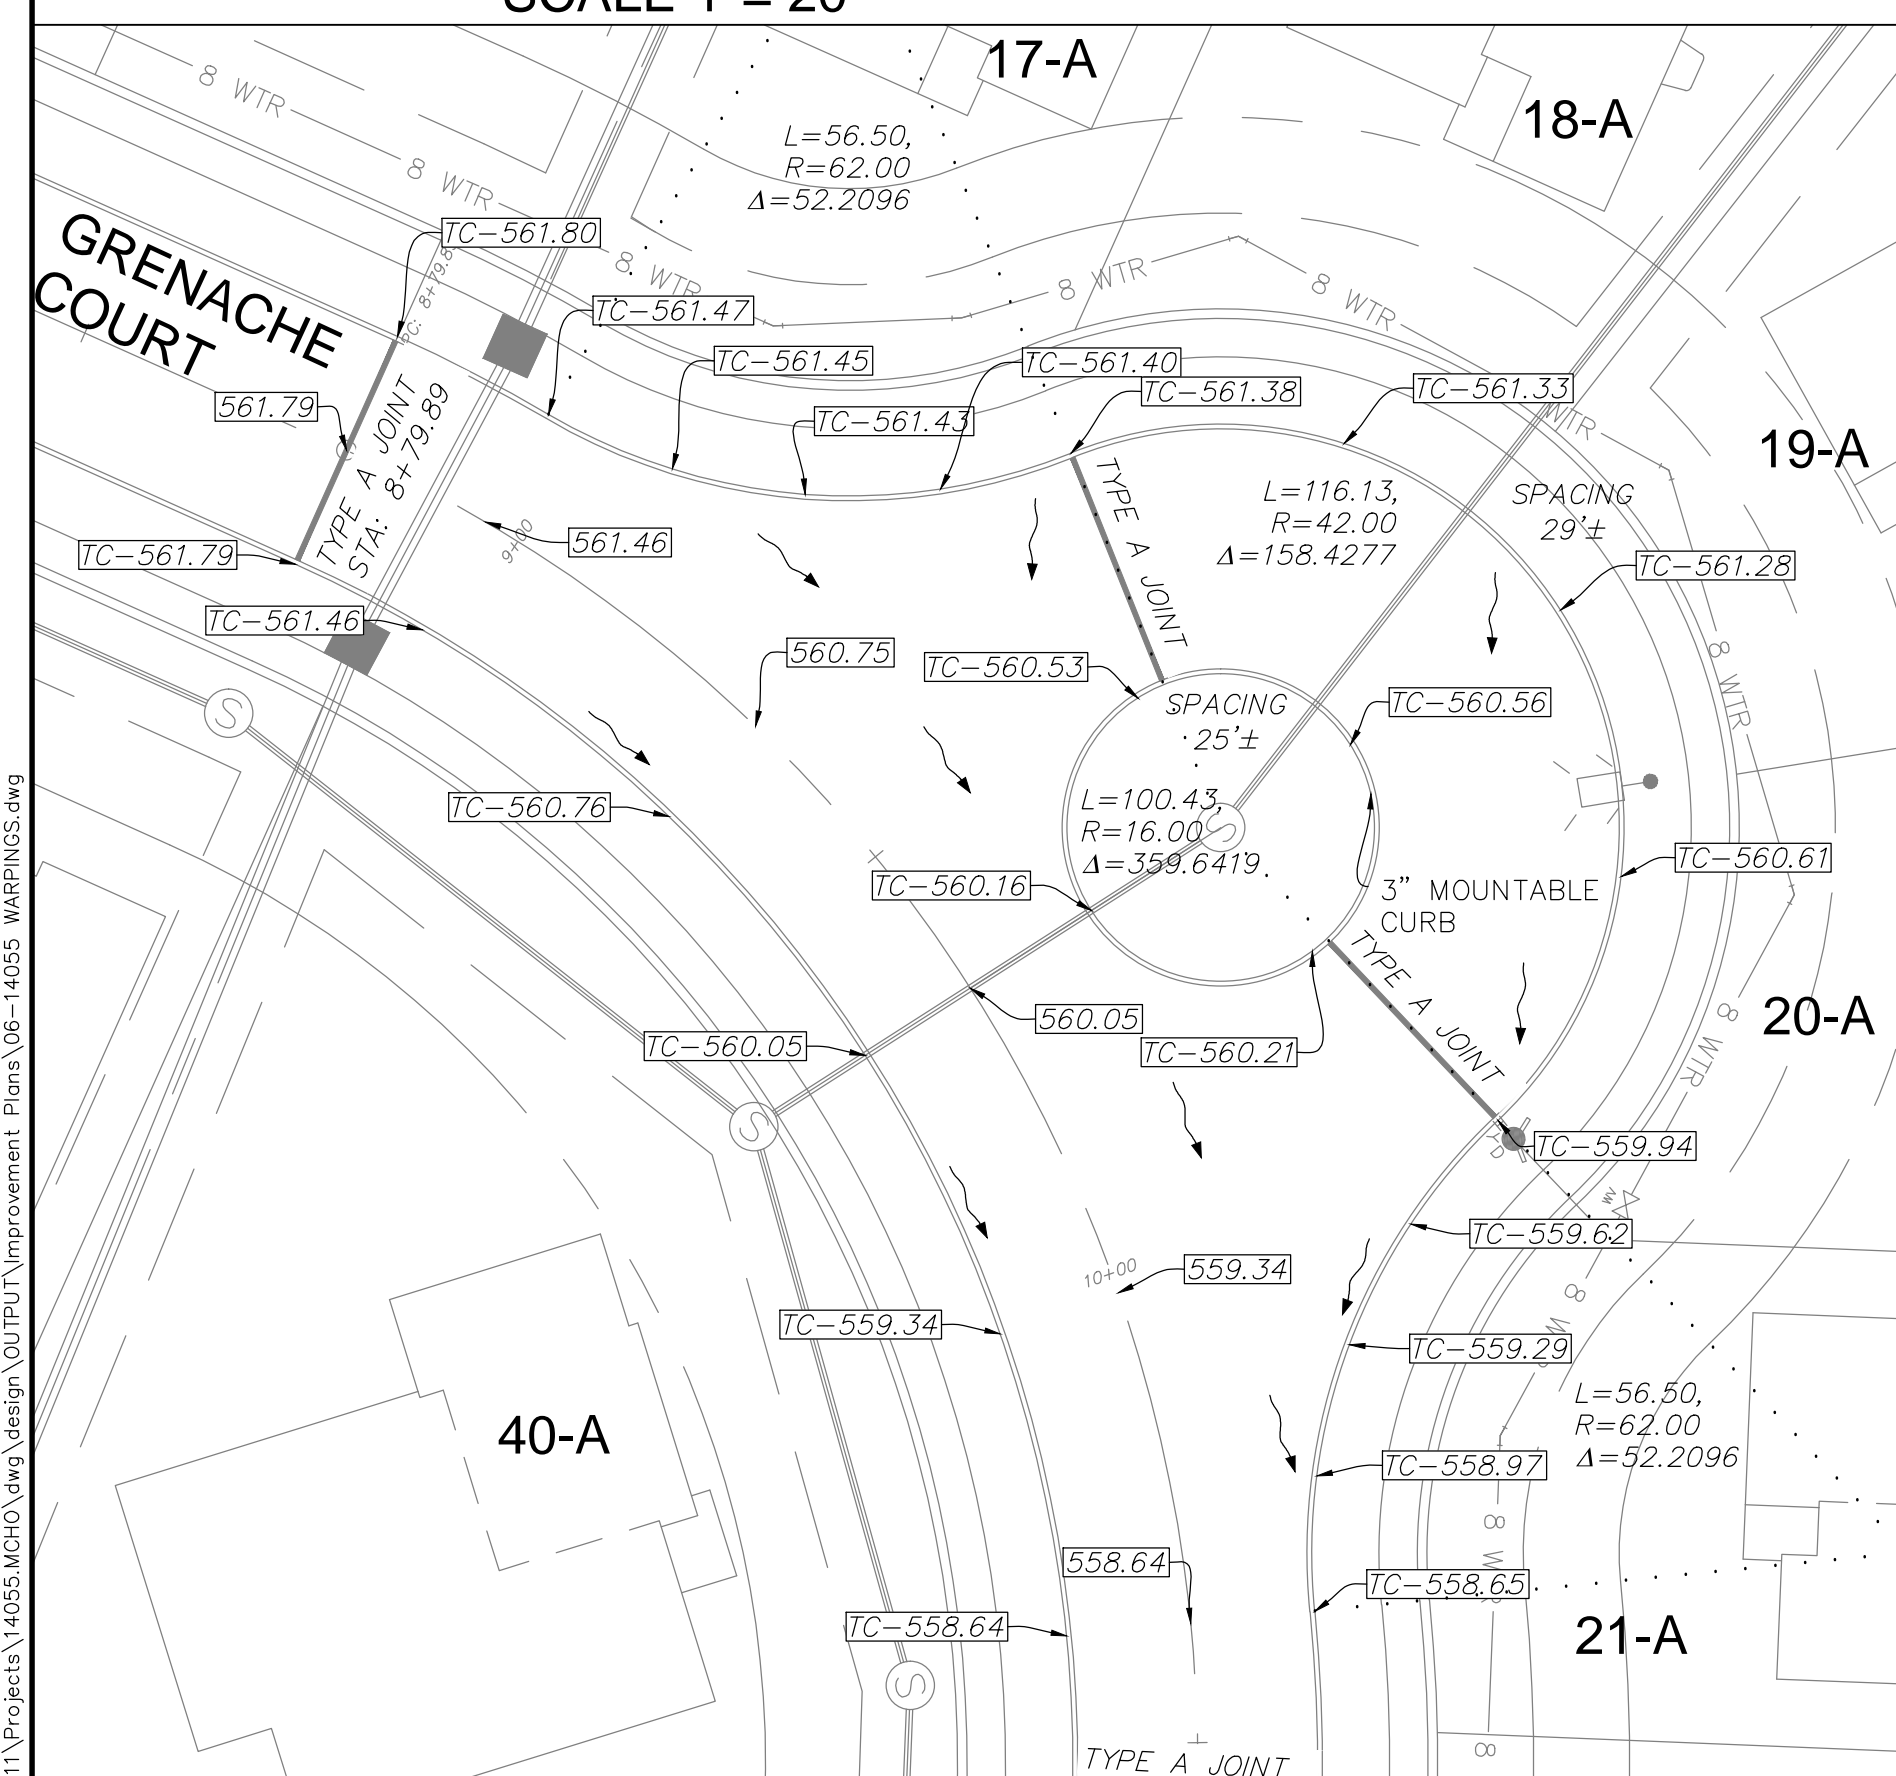 SCALE 1"=20'
17-A
18-A
8 WTR
8 WTR
L=56.50,
R=62.00
Δ=52.2096
GRENACHE
COURT
TC-561.80
PC: 8+79.8
8 WTR
8 WTR
8 WTR
TC-561.47
TC-561.45
TC-561.40
TC-561.43
TC-561.38
TC-561.33
WTR
561.79
TYPE A JOINT
STA: 8+79.89
19-A
TYPE A JOINT
L=116.13,
R=42.00
Δ=158.4277
SPACING
29'±
TC-561.79
9+00
561.46
TC-561.28
TC-561.46
560.75
TC-560.53
8 WTR
S
SPACING
25'±
TC-560.56
TC-560.76
L=100.43,
R=16.00
Δ=359.6419
S
TC-560.61
TC-560.16
3" MOUNTABLE
CURB
TYPE A JOINT
560.05
20-A
TC-560.05
TC-560.21
8 WTR
S
TC-559.94
WV
TC-559.62
10+00
559.34
8 W
TC-559.34
TC-559.29
L=56.50,
R=62.00
Δ=52.2096
40-A
TC-558.97
8 W
558.64
TC-558.65
TC-558.64
21-A
S
8
TYPE A JOINT
11\Projects\14055.MCHO\dwg\design\OUTPUT\Improvement Plans\06-14055 WARPINGS.dwg